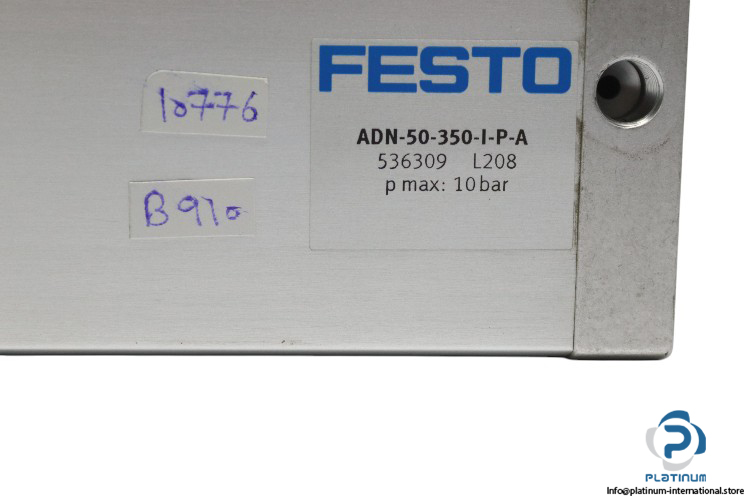 10776
B910
FESTO
ADN-50-350-I-P-A
536309 L208
p max: 10 bar
PLATINUM
Info@platinum-international.store